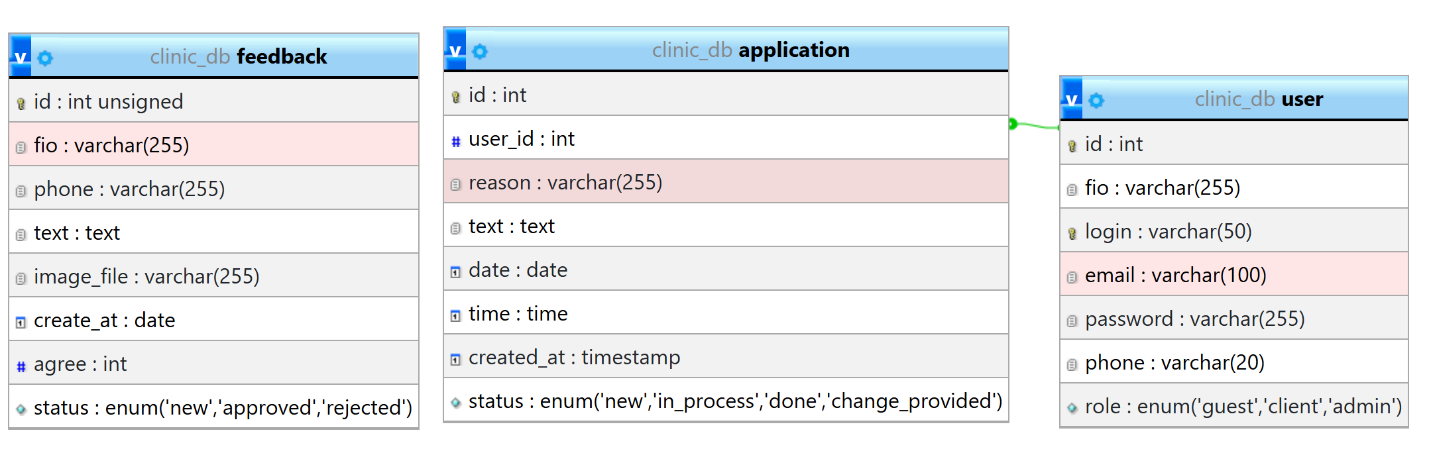 v clinic_db feedback
id : int unsigned
fio : varchar(255)
phone : varchar(255)
text : text
image_file : varchar(255)
create_at : date
agree : int
status : enum('new','approved','rejected')
v clinic_db application
id : int
user_id : int
reason : varchar(255)
text : text
date : date
time : time
created_at : timestamp
status : enum('new','in_process','done','change_provided')
v clinic_db user
id : int
fio : varchar(255)
login : varchar(50)
email : varchar(100)
password : varchar(255)
phone : varchar(20)
role : enum('guest','client','admin')